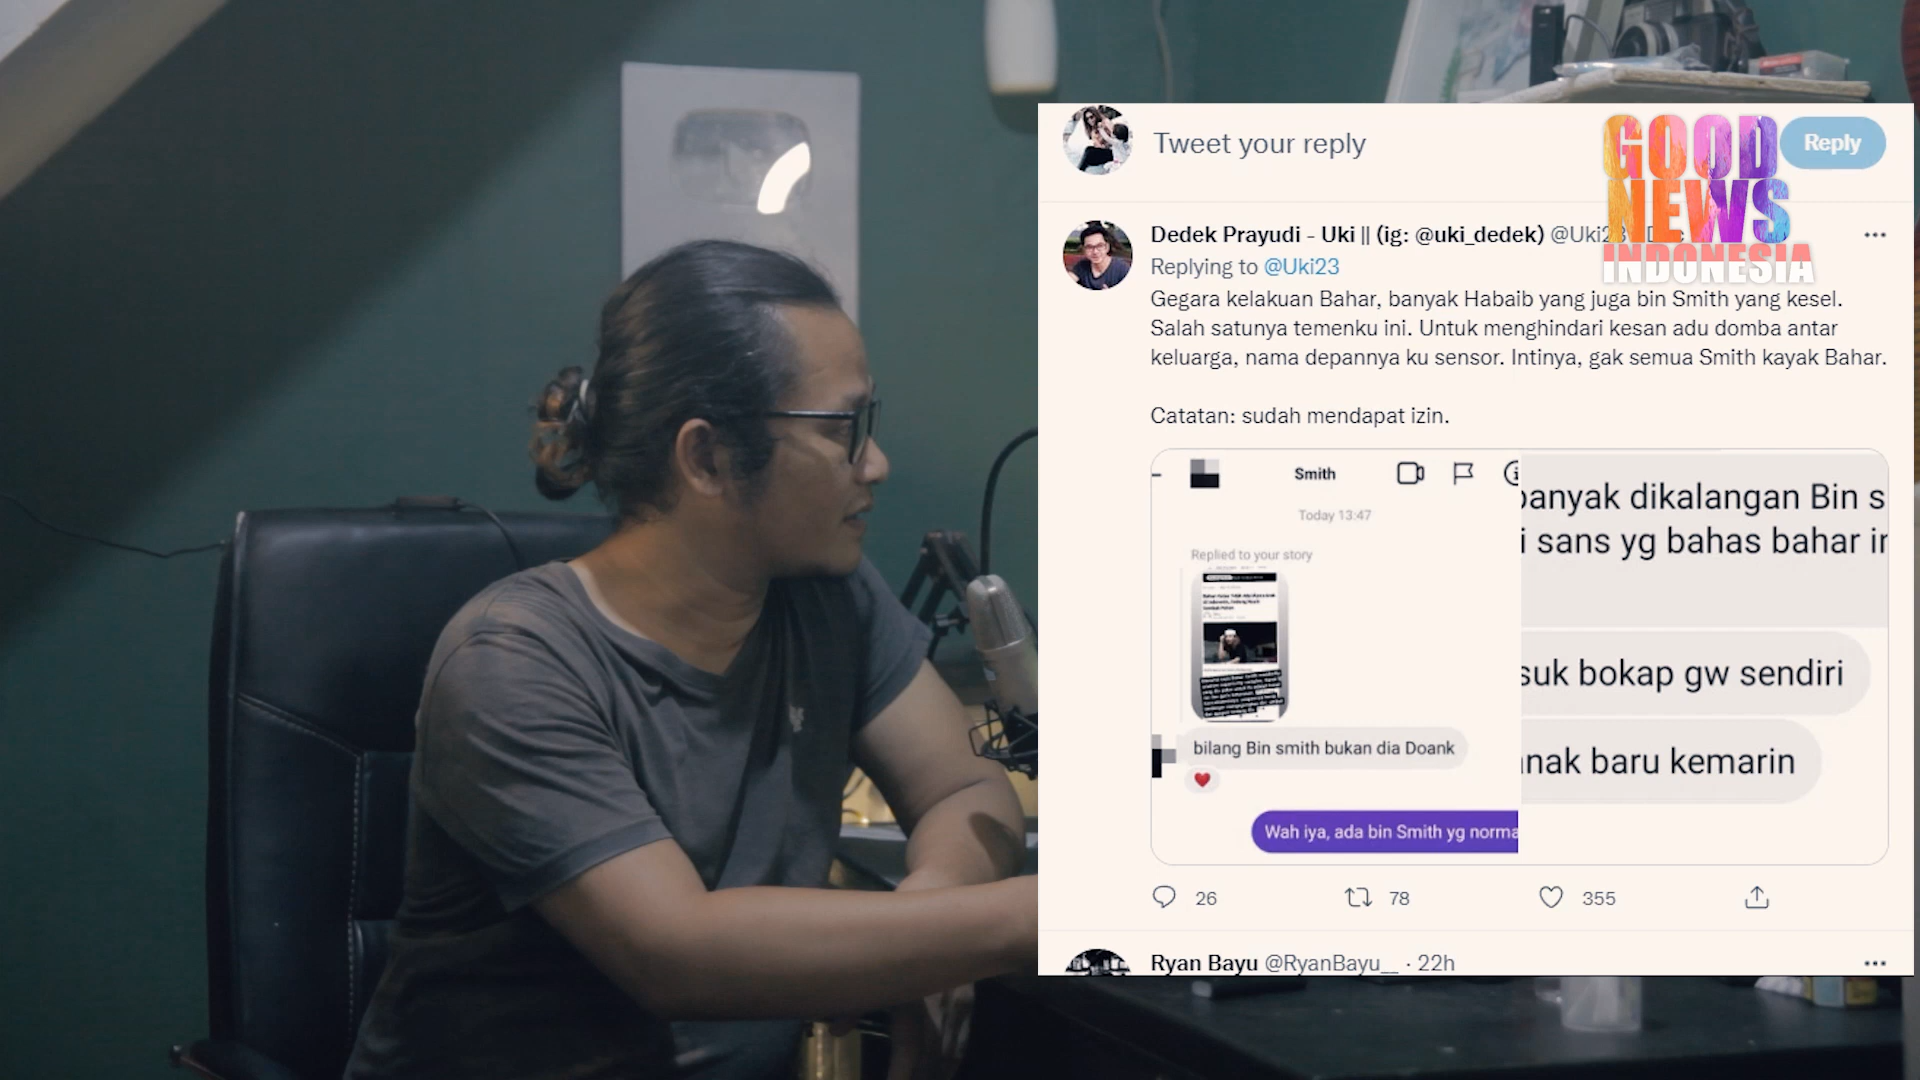 Tweet your reply
Reply
GOOD
NEWS
INDONESIA
Dedek Prayudi - Uki || (ig: @uki_dedek) @Uki23
Replying to @Uki23
Gegara kelakuan Bahar, banyak Habaib yang juga bin Smith yang kesel.
Salah satunya temenku ini. Untuk menghindari kesan adu domba antar
keluarga, nama depannya ku sensor. Intinya, gak semua Smith kayak Bahar.
Catatan: sudah mendapat izin.
Smith
Today 13:47
Replied to your story
bilang Bin smith bukan dia Doank
Wah iya, ada bin Smith yg norma
banyak dikalangan Bin s
i sans yg bahas bahar in
suk bokap gw sendiri
anak baru kemarin
26
78
355
Ryan Bayu @RyanBayu__ · 22h